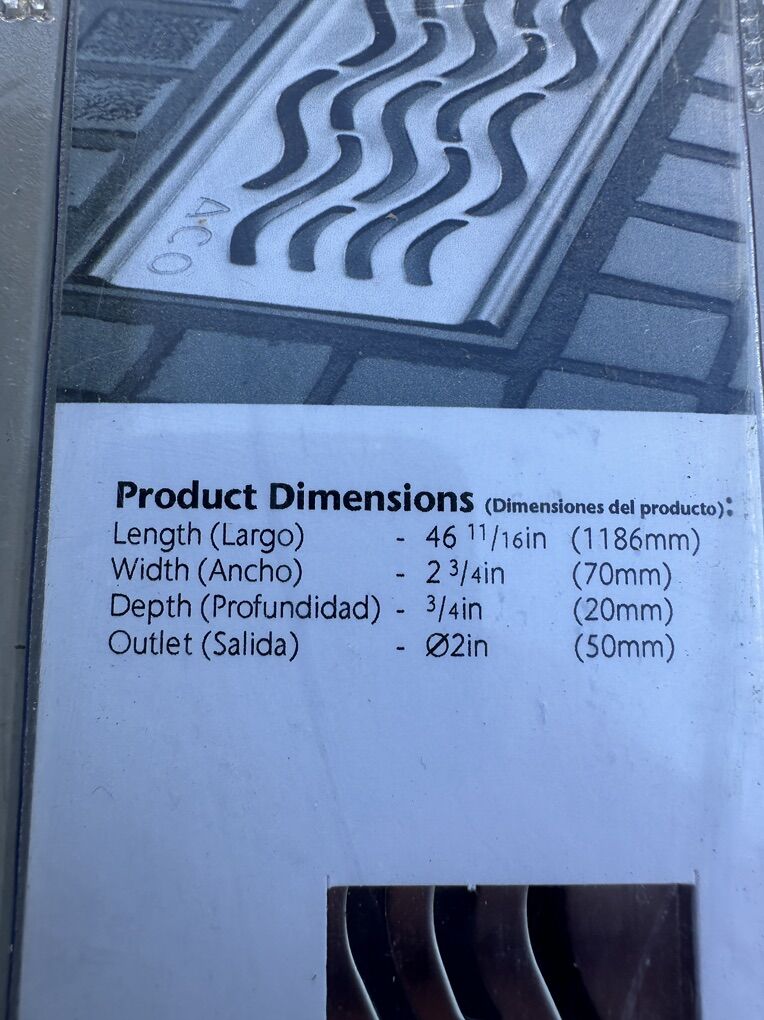 ACO
Product Dimensions (Dimensiones del producto):
Length (Largo) - 46 11/16in (1186mm)
Width (Ancho) - 2 3/4in (70mm)
Depth (Profundidad) - 3/4in (20mm)
Outlet (Salida) - Ø2in (50mm)